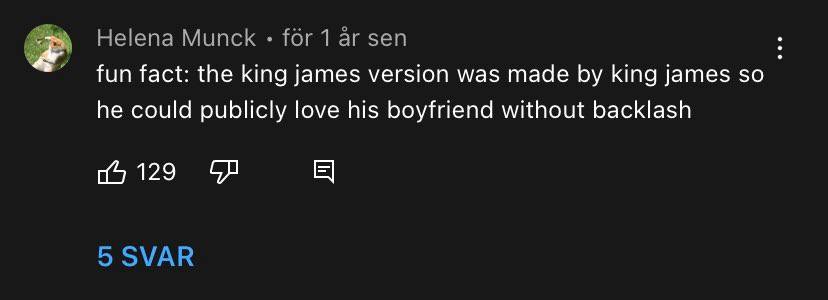 Helena Munck • för 1 år sen
fun fact: the king james version was made by king james so
he could publicly love his boyfriend without backlash
129
5 SVAR